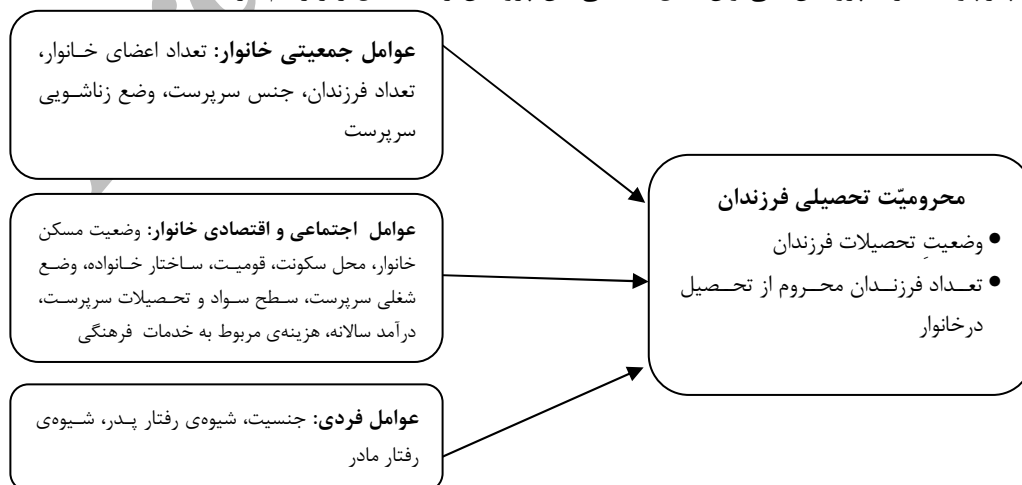 عوامل جمعیتی خانوار: تعداد اعضای خانوار،
تعداد فرزندان، جنس سرپرست، وضع زناشویی
سرپرست
عوامل اجتماعی و اقتصادی خانوار: وضعیت مسکن
خانوار، محل سکونت، قومیت، ساختار خانواده، وضع
شغلی سرپرست، سطح سواد و تحصیلات سرپرست،
درآمد سالانه، هزینه‌ی مربوط به خدمات فرهنگی
عوامل فردی: جنسیت، شیوه‌ی رفتار پدر، شیوه‌ی
رفتار مادر
محرومیّت تحصیلی فرزندان
● وضعیتِ تحصیلات فرزندان
● تعداد فرزندان محروم از تحصیل
درخانوار